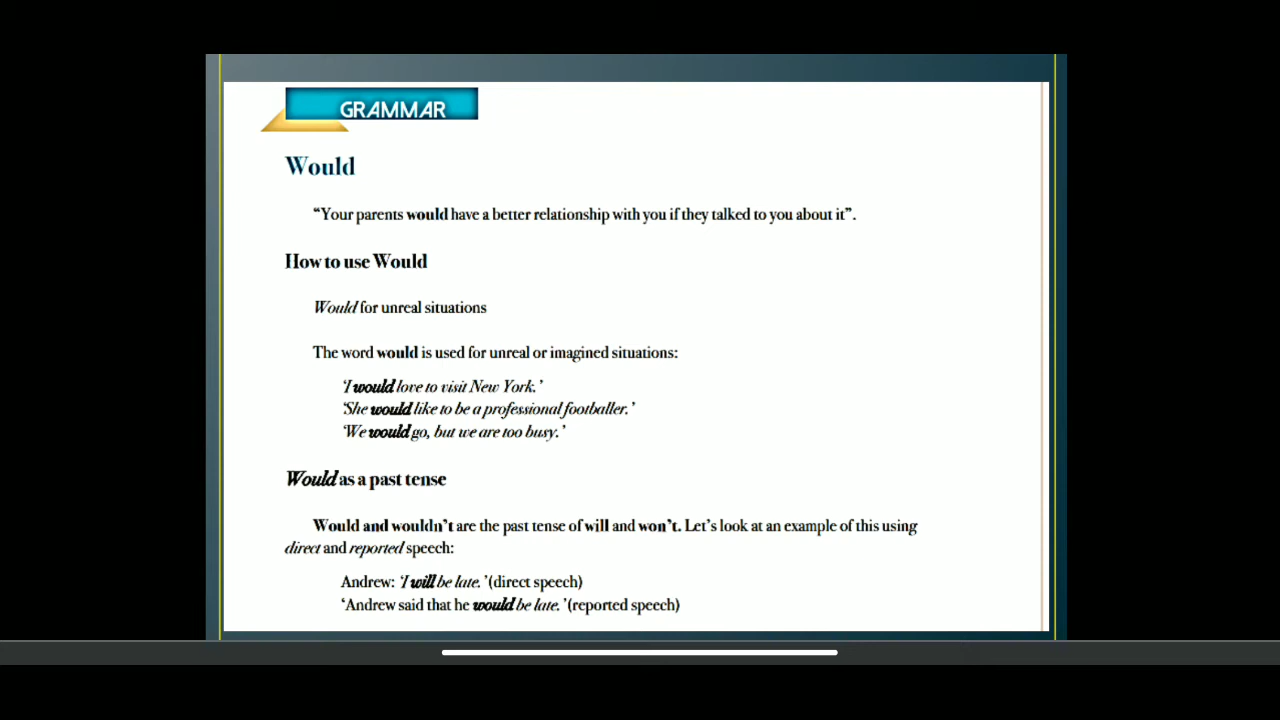 GRAMMAR
Would
“Your parents would have a better relationship with you if they talked to you about it”.
How to use Would
Would for unreal situations
The word would is used for unreal or imagined situations:
‘I would love to visit New York.’
‘She would like to be a professional footballer.’
‘We would go, but we are too busy.’
Would as a past tense
Would and wouldn’t are the past tense of will and won’t. Let’s look at an example of this using
direct and reported speech:
Andrew: ‘I will be late.’ (direct speech)
‘Andrew said that he would be late.’ (reported speech)